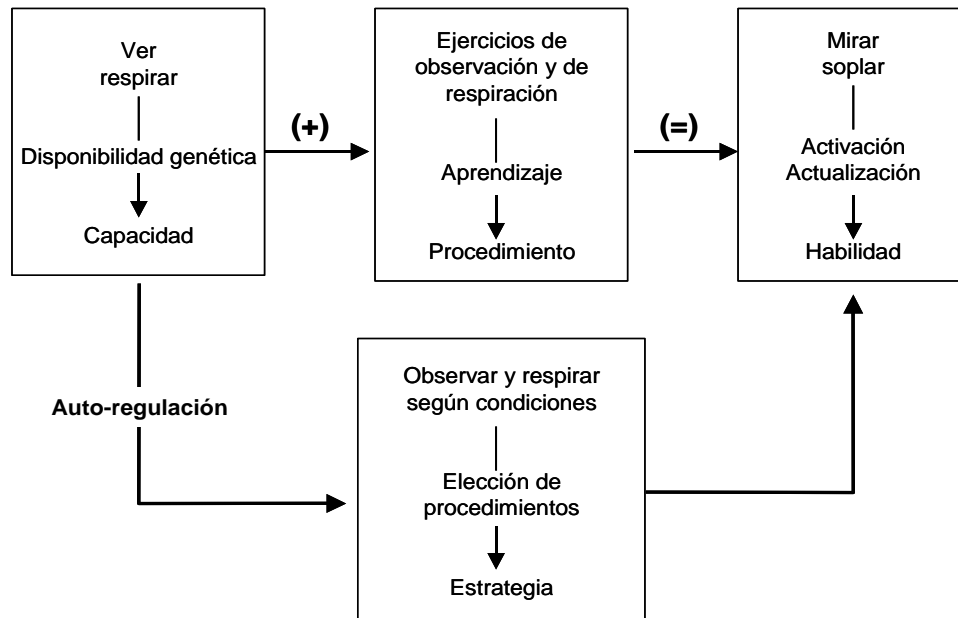 Ver
respirar
Disponibilidad genética
Capacidad
(+)
Ejercicios de
observación y de
respiración
Aprendizaje
Procedimiento
(=)
Mirar
soplar
Activación
Actualización
Habilidad
Auto-regulación
Observar y respirar
según condiciones
Elección de
procedimientos
Estrategia